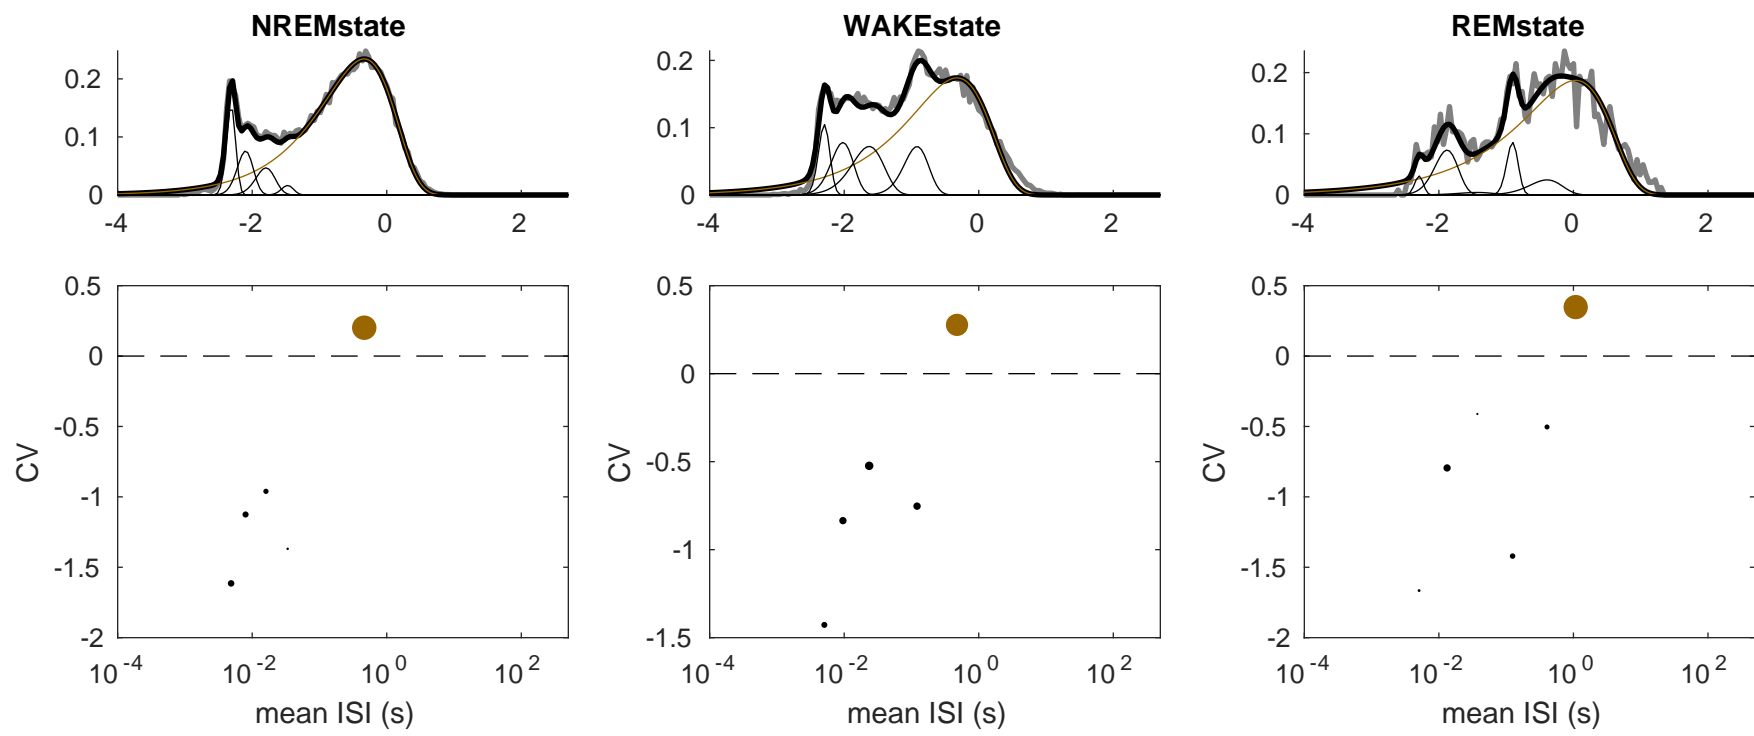 NREMstate WAKEstate REMstate
0.2 0.2 0.2
0.1 0.1 0.1
0 0 0
-4 -2 0 2 -4 -2 0 2 -4 -2 0 2
0.5 0.5 0.5
0 0 0
-0.5 -0.5 -0.5
CV CV CV
-1 -1 -1
-1.5 -1.5 -1.5
-2 -2
10^-4 10^-2 10^0 10^2 10^-4 10^-2 10^0 10^2 10^-4 10^-2 10^0 10^2
mean ISI (s) mean ISI (s) mean ISI (s)